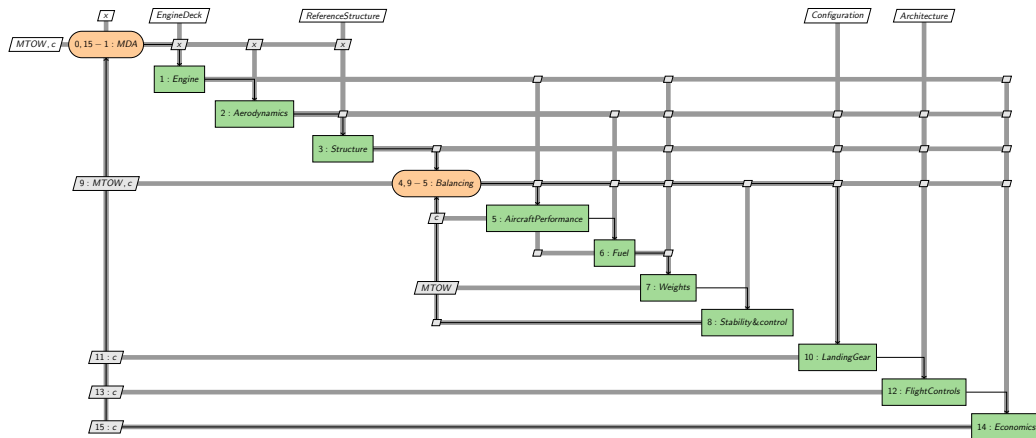 x
EngineDeck
ReferenceStructure
Configuration
Architecture
MTOW, c
0, 15 − 1 : MDA
x
x
x
1 : Engine
2 : Aerodynamics
3 : Structure
9 : MTOW, c
4, 9 − 5 : Balancing
c
5 : AircraftPerformance
6 : Fuel
MTOW
7 : Weights
8 : Stability&control
11 : c
10 : LandingGear
13 : c
12 : FlightControls
15 : c
14 : Economics